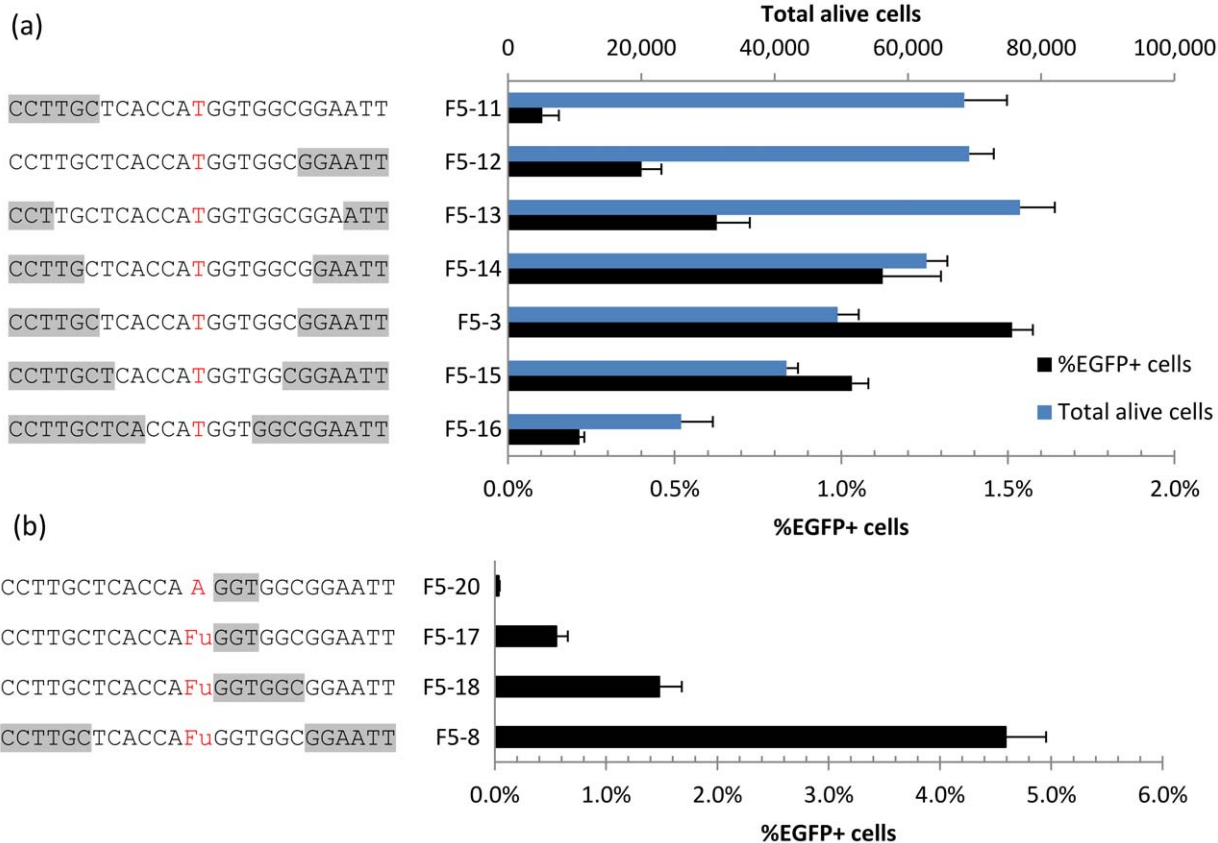 (a)
Total alive cells
0 20,000 40,000 60,000 80,000 100,000
CCTTGCTCACCATGGTGGCGGAATT F5-11
CCTTGCTCACCATGGTGGCGGAATT F5-12
CCTTGCTCACCATGGTGGCGGAATT F5-13
CCTTGCTCACCATGGTGGCGGAATT F5-14
CCTTGCTCACCATGGTGGCGGAATT F5-3
%EGFP+ cells
CCTTGCTCACCATGGTGGCGGAATT F5-15
Total alive cells
CCTTGCTCACCATGGTGGCGGAATT F5-16
0.0% 0.5% 1.0% 1.5% 2.0%
%EGFP+ cells
(b)
CCTTGCTCACCA A GGTGGCGGAATT F5-20
CCTTGCTCACCAFuGGTGGCGGAATT F5-17
CCTTGCTCACCAFuGGTGGCGGAATT F5-18
CCTTGCTCACCAFuGGTGGCGGAATT F5-8
0.0% 1.0% 2.0% 3.0% 4.0% 5.0% 6.0%
%EGFP+ cells